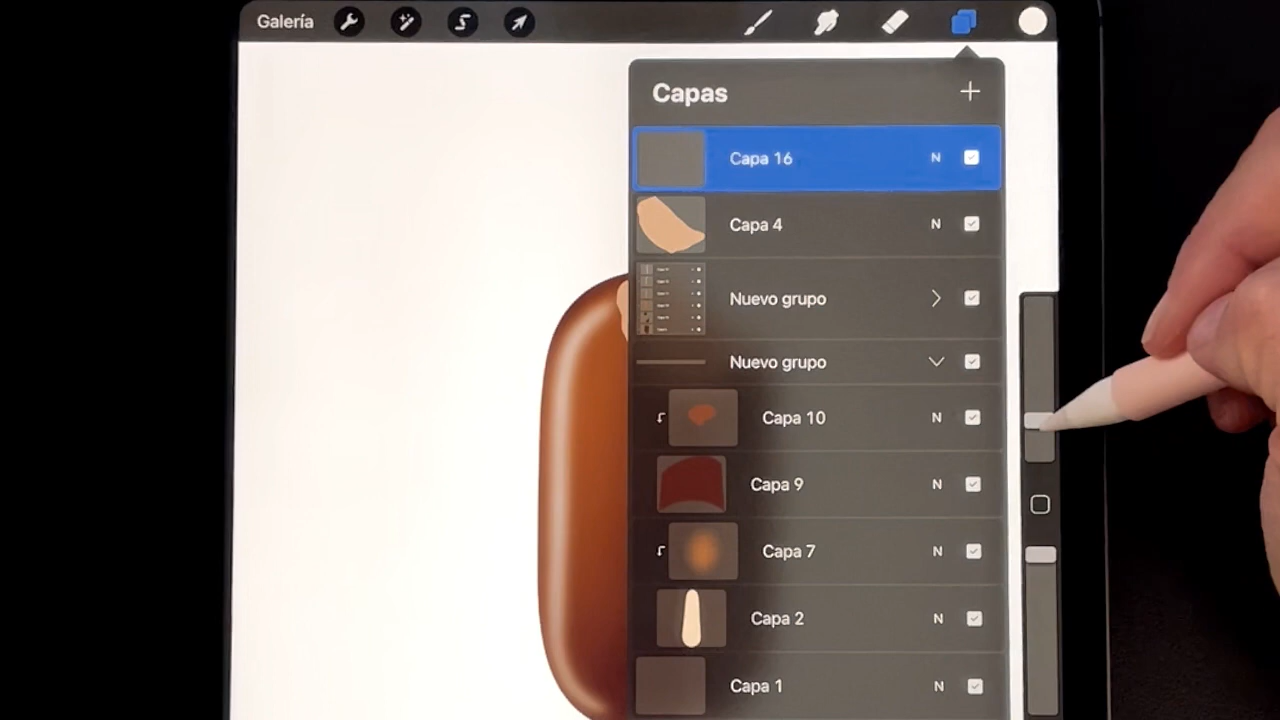 Galería
Capas
Capa 16 N
Capa 4 N
Nuevo grupo
Nuevo grupo
Capa 10 N
Capa 9 N
Capa 7 N
Capa 2 N
Capa 1 N